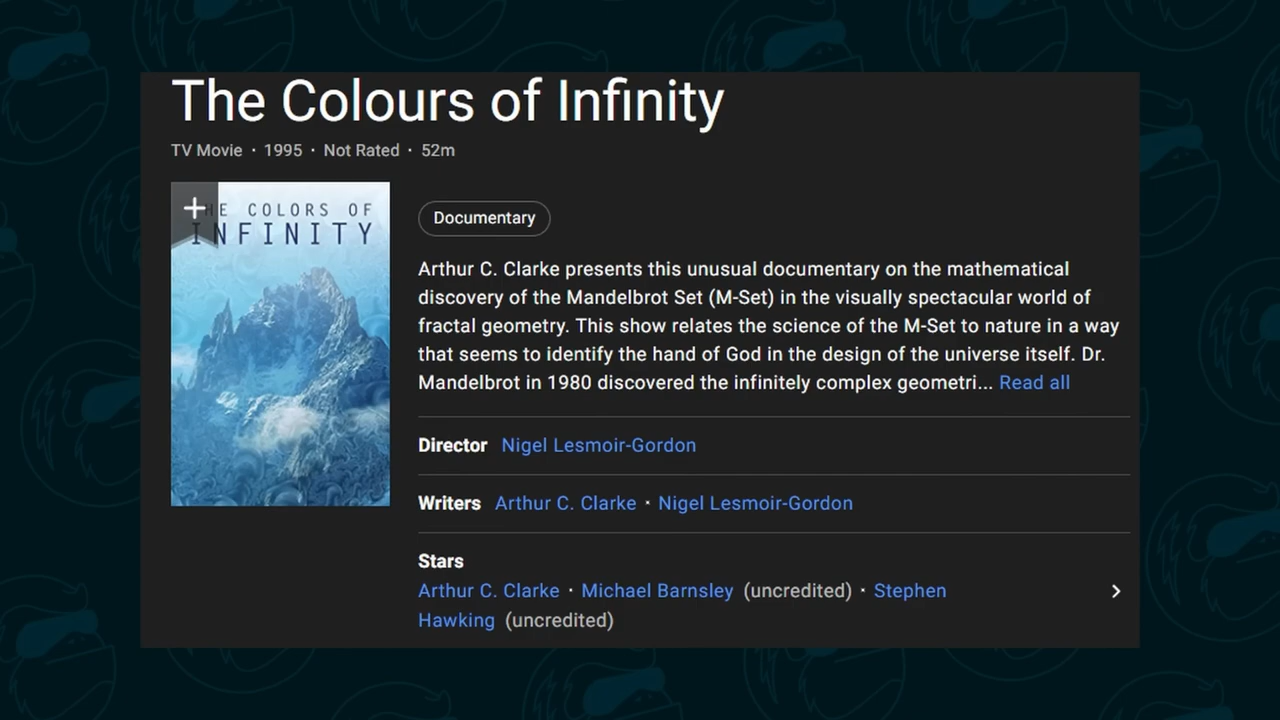 The Colours of Infinity
TV Movie · 1995 · Not Rated · 52m
+
HE COLORS OF
INFINITY
Documentary
Arthur C. Clarke presents this unusual documentary on the mathematical
discovery of the Mandelbrot Set (M-Set) in the visually spectacular world of
fractal geometry. This show relates the science of the M-Set to nature in a way
that seems to identify the hand of God in the design of the universe itself. Dr.
Mandelbrot in 1980 discovered the infinitely complex geometri... Read all
Director Nigel Lesmoir-Gordon
Writers Arthur C. Clarke · Nigel Lesmoir-Gordon
Stars
Arthur C. Clarke · Michael Barnsley (uncredited) · Stephen
Hawking (uncredited)